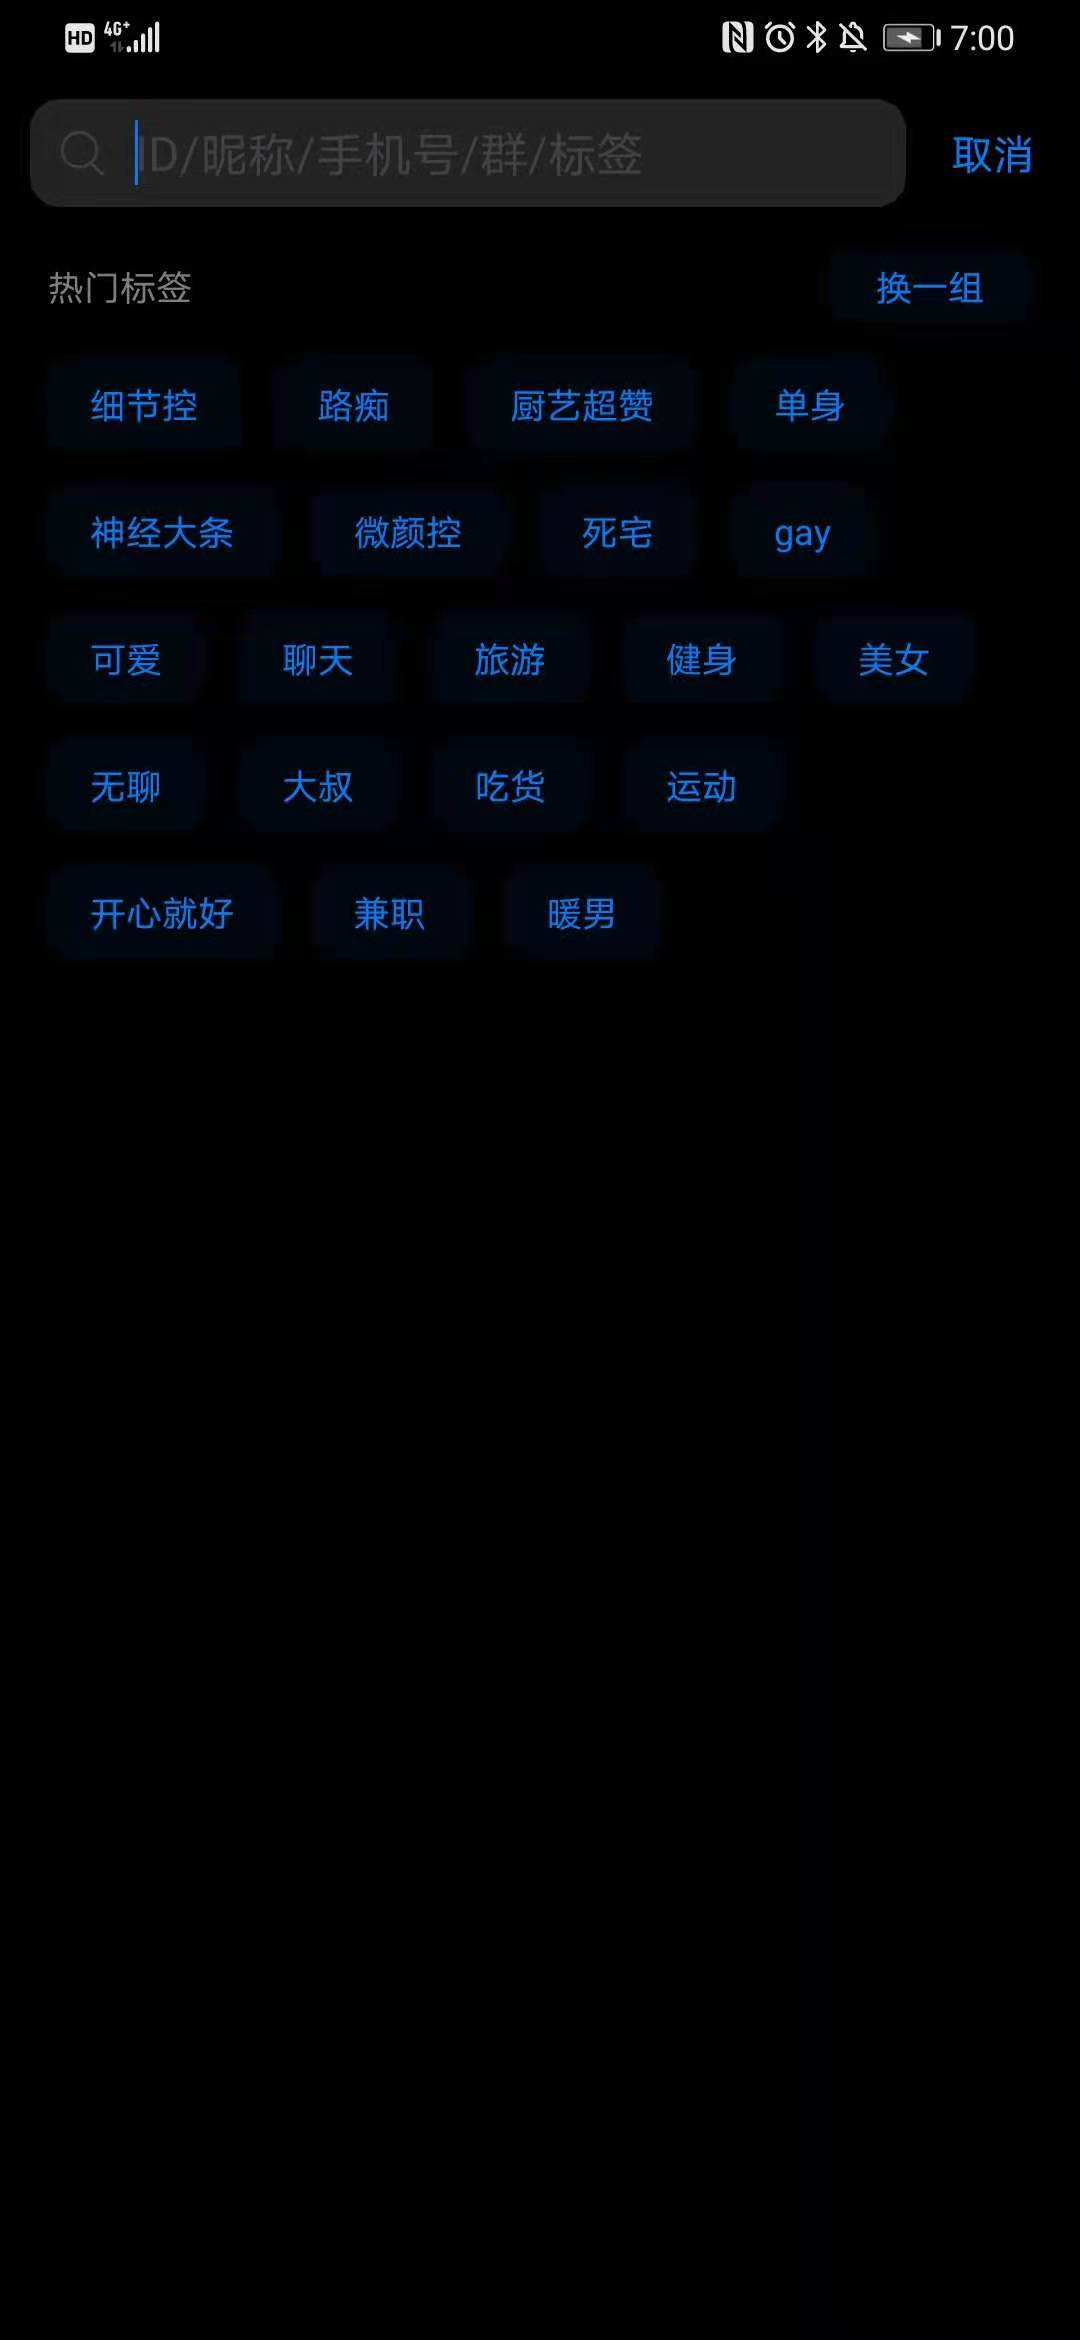 HD 4G+ 7:00
ID/昵称/手机号/群/标签 取消
热门标签 换一组
细节控 路痴 厨艺超赞 单身
神经大条 微颜控 死宅 gay
可爱 聊天 旅游 健身 美女
无聊 大叔 吃货 运动
开心就好 兼职 暖男